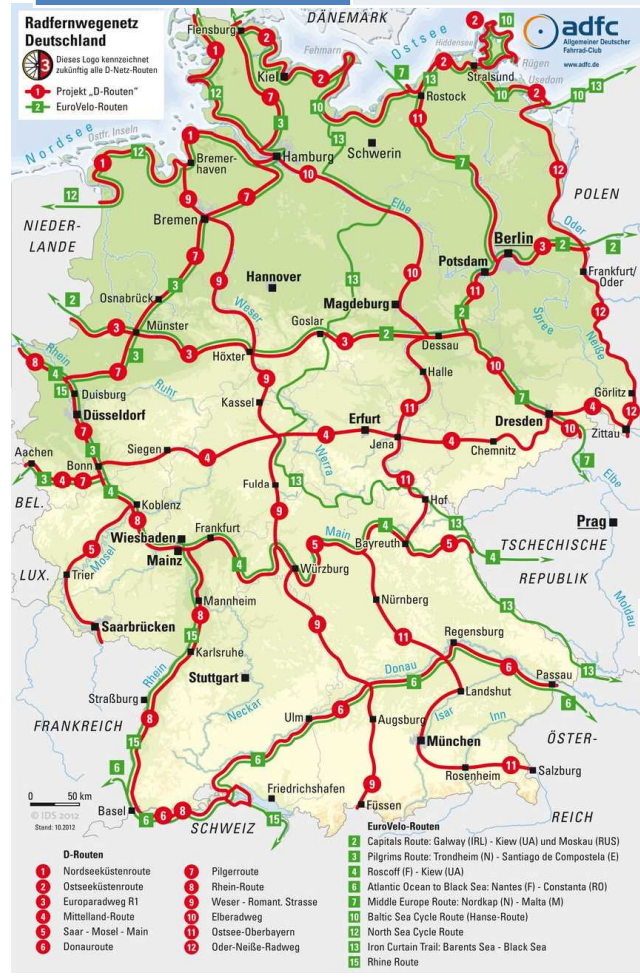 Radfernwegenetz
Deutschland
3
Dieses Logo kennzeichnet
zukünftig alle D-Netz-Routen
1 Projekt „D-Routen“
2 EuroVelo-Routen
adfc
Allgemeiner Deutscher
Fahrrad-Club
www.adfc.de
DÄNEMARK
Ostsee
Nordsee
Ostfr. Inseln
Flensburg
Fehmarn
Hiddensee
Rügen
Usedom
Kiel
Stralsund
Rostock
Schwerin
Hamburg
Bremer-
haven
Bremen
Elbe
POLEN
Oder
NIEDER-
LANDE
Berlin
Potsdam
Frankfurt/
Oder
Hannover
Magdeburg
Osnabrück
Weser
Goslar
Spree
Neiße
Münster
Höxter
Dessau
Rhein
Ruhr
Halle
Görlitz
Duisburg
Düsseldorf
Kassel
Erfurt
Jena
Dresden
Zittau
Chemnitz
Siegen
Aachen
Bonn
Werra
Fulda
Elbe
BEL.
Koblenz
Hof
Prag
Wiesbaden
Frankfurt
Mainz
Main
Bayreuth
TSCHECHISCHE
REPUBLIK
Mosel
LUX.
Trier
Würzburg
Moldau
Mannheim
Nürnberg
Saarbrücken
Regensburg
Karlsruhe
Rhein
Stuttgart
Donau
Passau
Straßburg
Neckar
Landshut
Isar
Inn
FRANKREICH
Ulm
Augsburg
München
ÖSTER-
REICH
Rosenheim
Salzburg
Friedrichshafen
Füssen
Basel
SCHWEIZ
0 50 km
© IDS 2012
Stand: 10.2012
D-Routen
1 Nordseeküstenroute
2 Ostseeküstenroute
3 Europaradweg R1
4 Mittelland-Route
5 Saar - Mosel - Main
6 Donauroute
7 Pilgerroute
8 Rhein-Route
9 Weser - Romant. Strasse
10 Elberadweg
11 Ostsee-Oberbayern
12 Oder-Neiße-Radweg
EuroVelo-Routen
2 Capitals Route: Galway (IRL) - Kiew (UA) und Moskau (RUS)
3 Pilgrims Route: Trondheim (N) - Santiago de Compostela (E)
4 Roscoff (F) - Kiew (UA)
6 Atlantic Ocean to Black Sea: Nantes (F) - Constanta (RO)
7 Middle Europe Route: Nordkap (N) - Malta (M)
10 Baltic Sea Cycle Route (Hanse-Route)
12 North Sea Cycle Route
13 Iron Curtain Trail: Barents Sea - Black Sea
15 Rhine Route